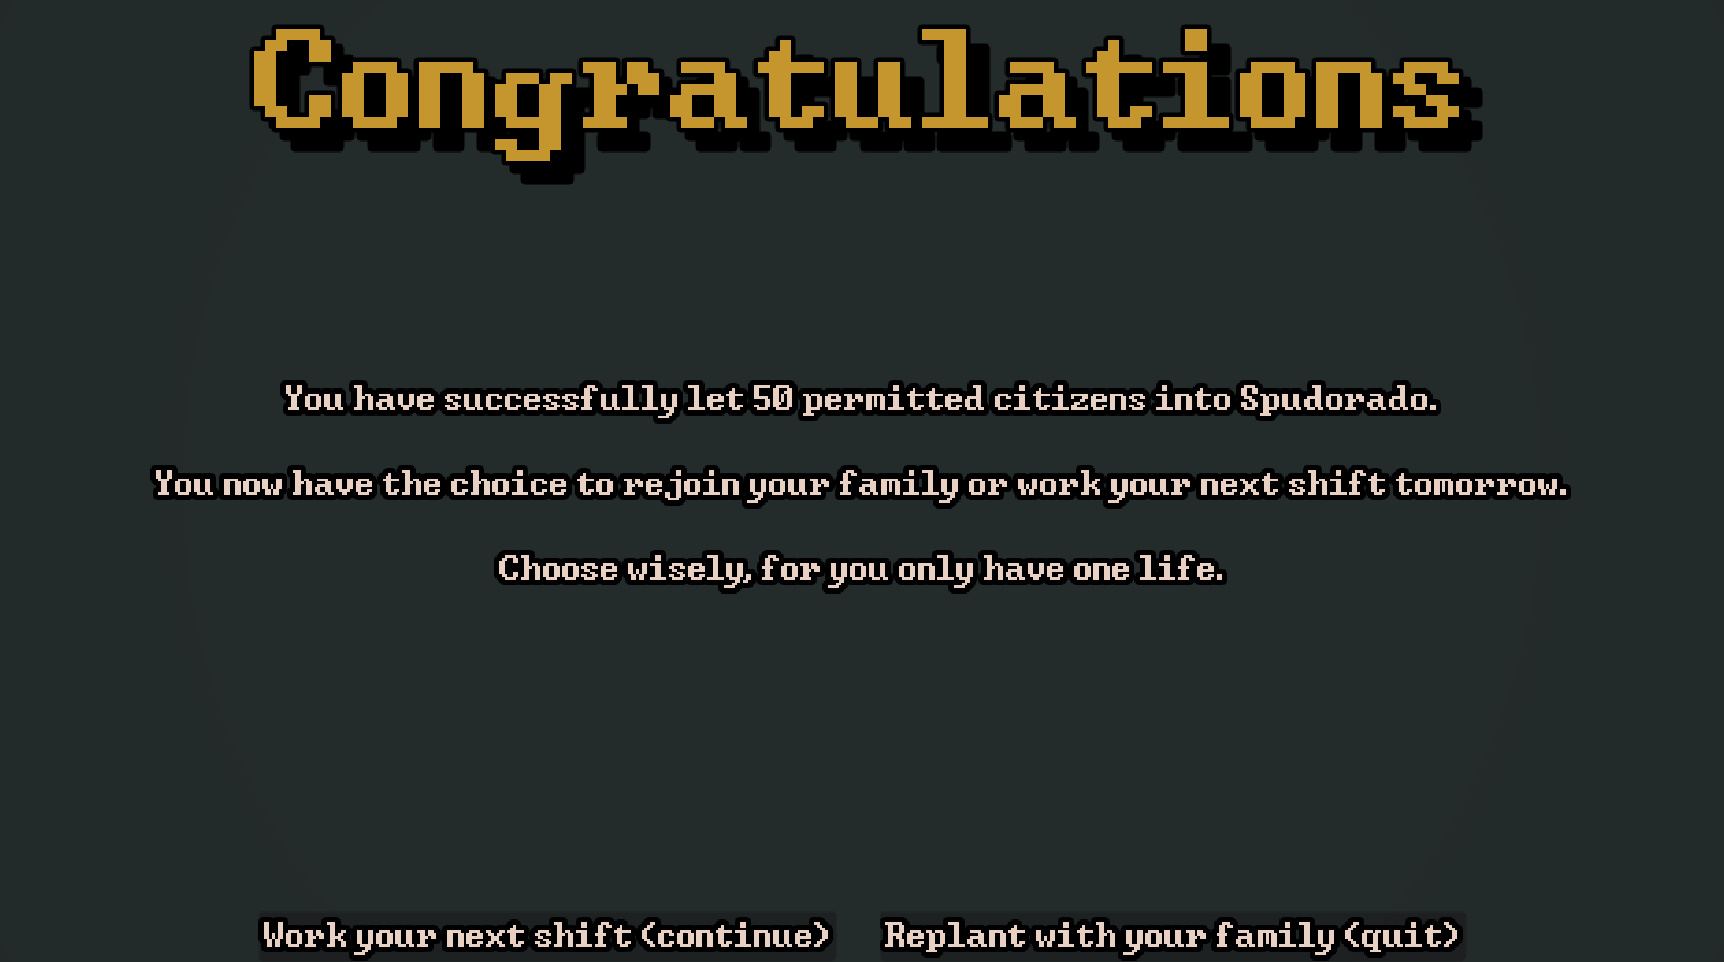 Congratulations
You have successfully let 50 permitted citizens into Spudorado.
You now have the choice to rejoin your family or work your next shift tomorrow.
Choose wisely, for you only have one life.
Work your next shift (continue)
Replant with your family (quit)